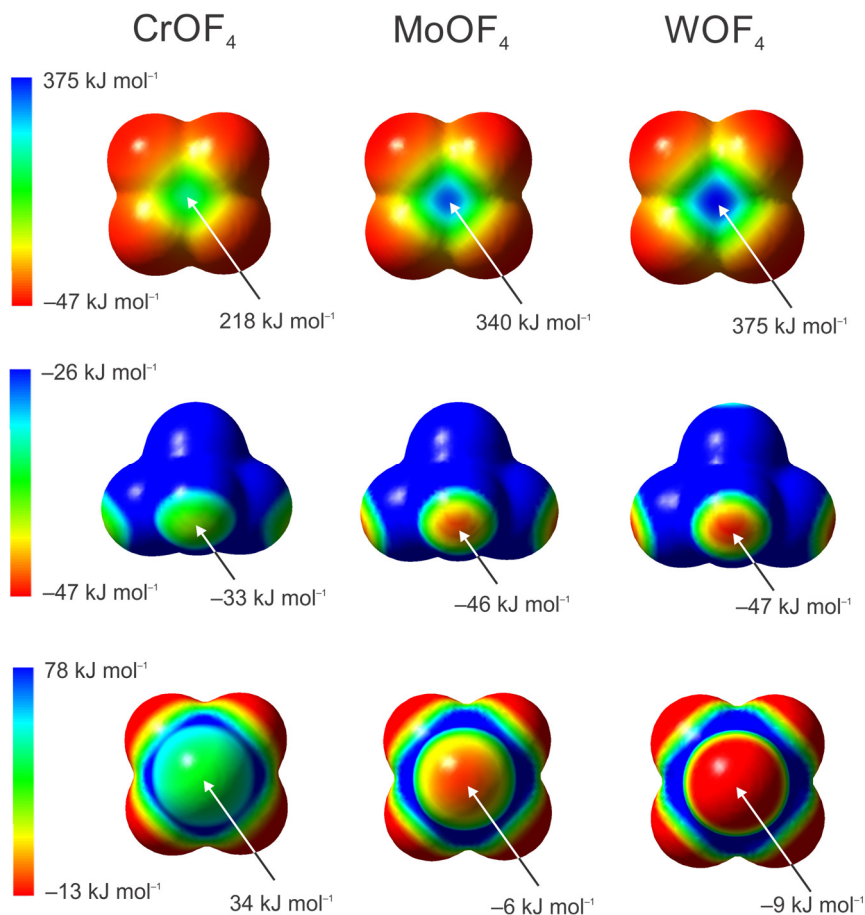 CrOF₄ MoOF₄ WOF₄
375 kJ mol⁻¹
–47 kJ mol⁻¹
218 kJ mol⁻¹ 340 kJ mol⁻¹ 375 kJ mol⁻¹
–26 kJ mol⁻¹
–47 kJ mol⁻¹
–33 kJ mol⁻¹ –46 kJ mol⁻¹ –47 kJ mol⁻¹
78 kJ mol⁻¹
–13 kJ mol⁻¹
34 kJ mol⁻¹ –6 kJ mol⁻¹ –9 kJ mol⁻¹